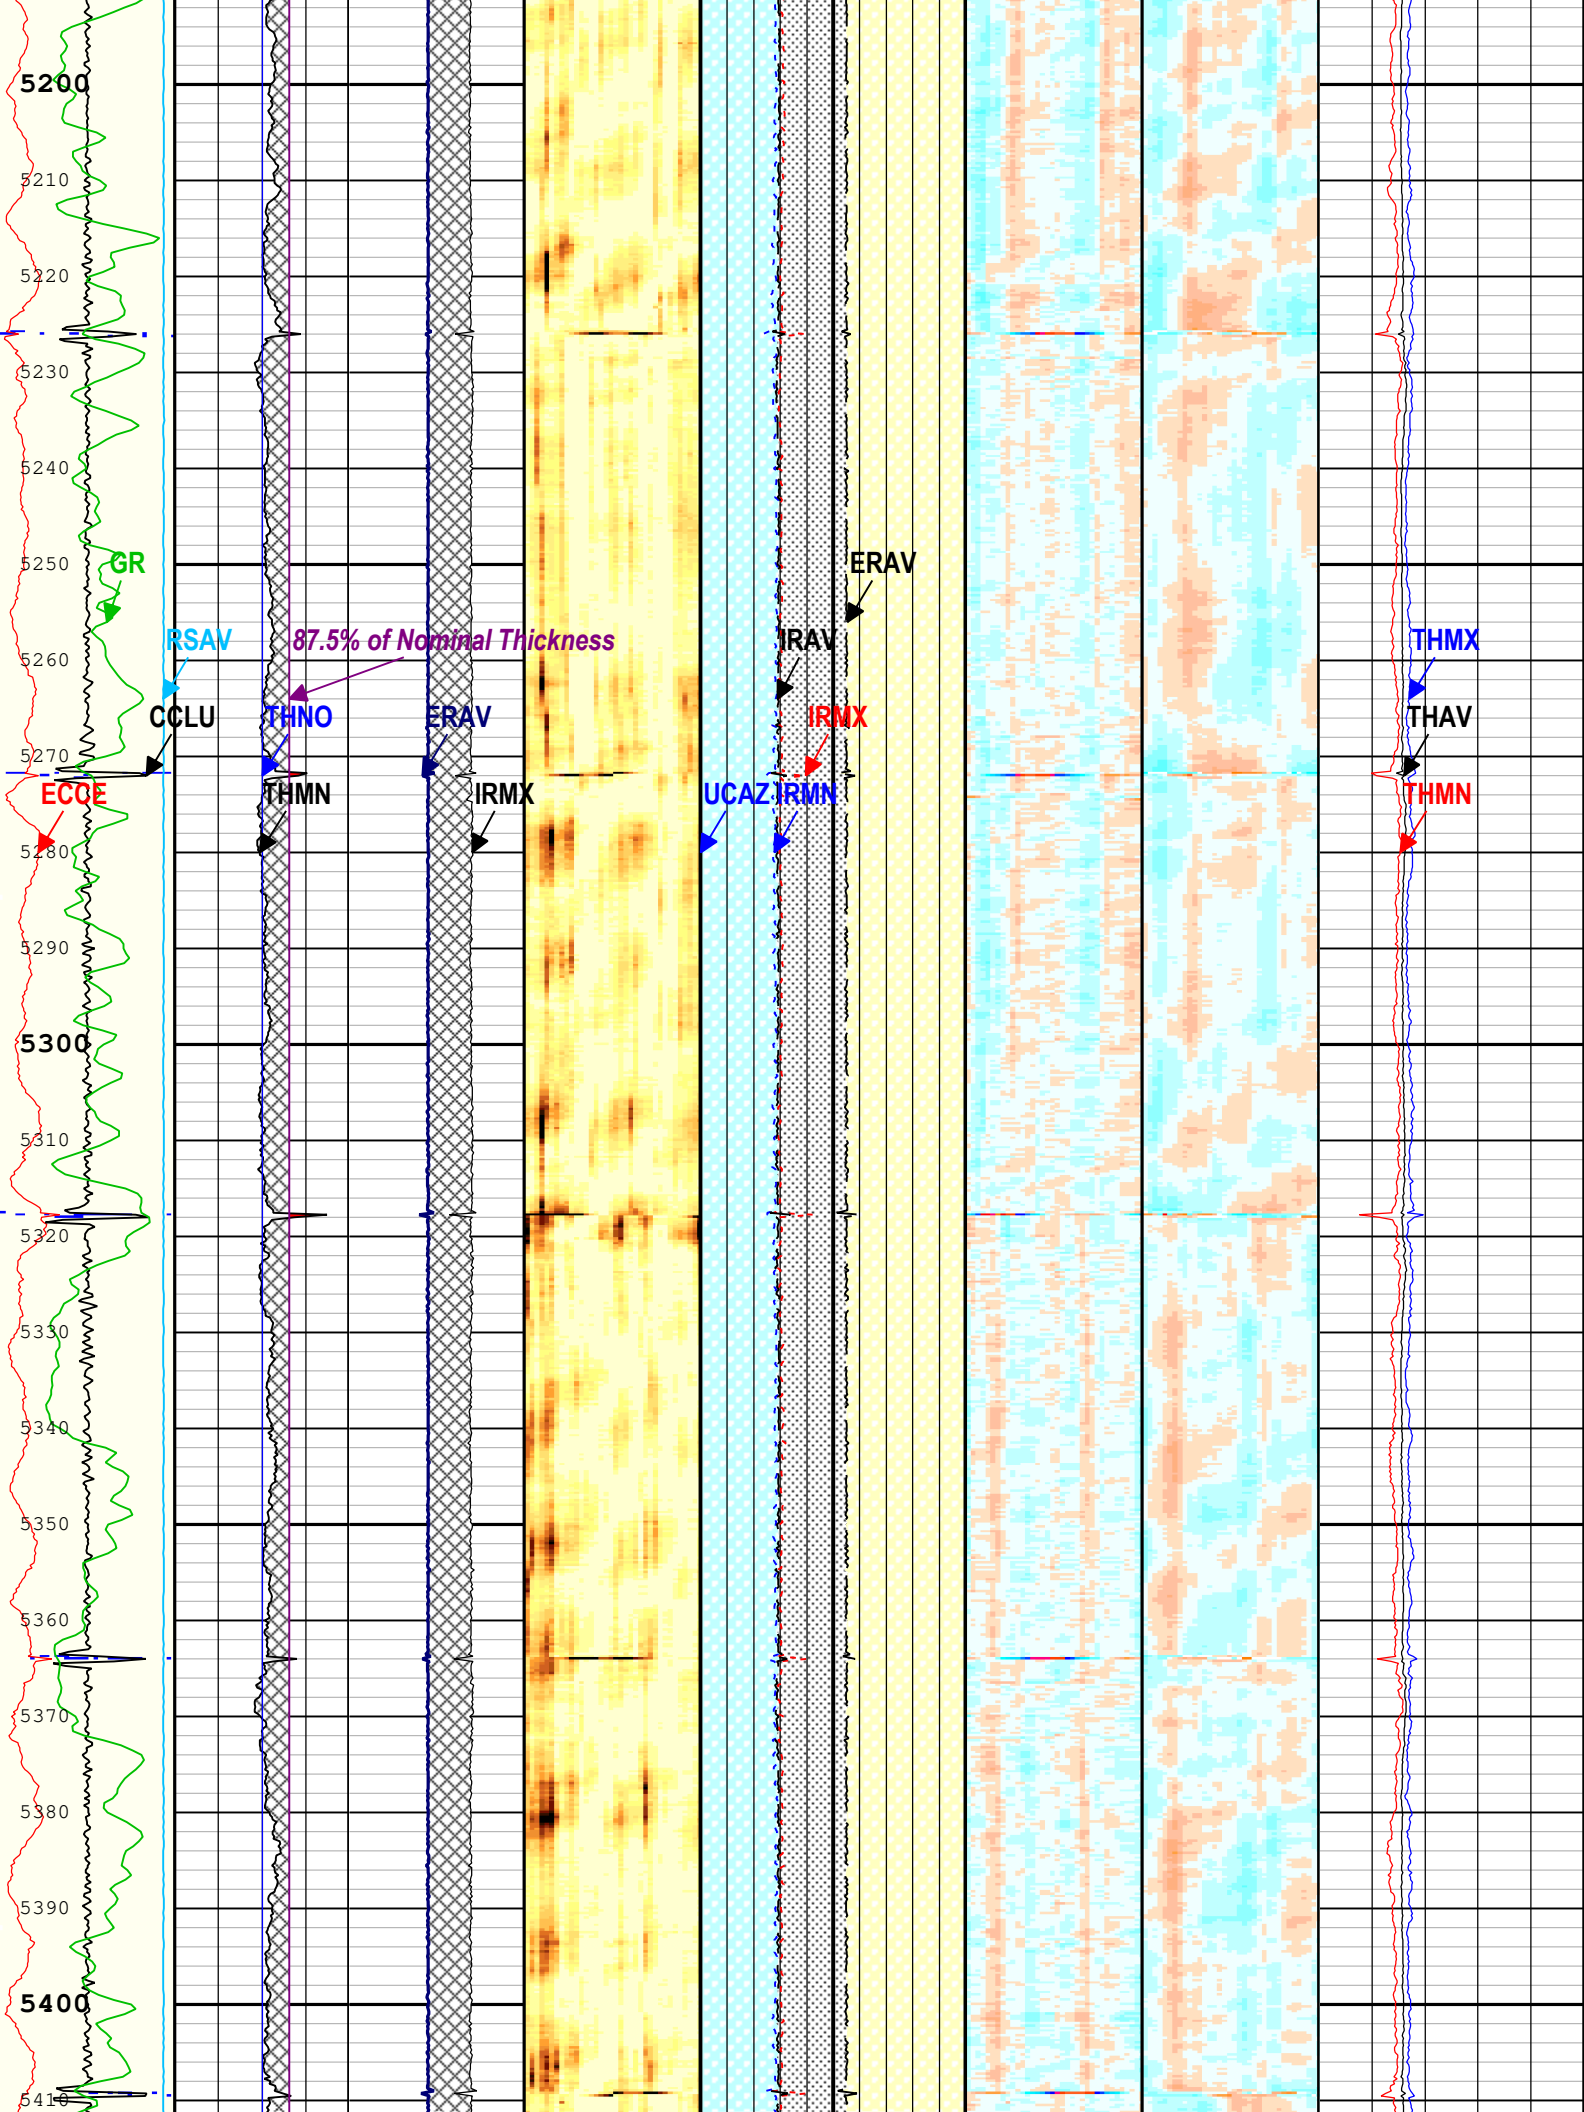 5200
5210
5220
5230
5240
5250
GR
ERAV
5260
RSAV
87.5% of Nominal Thickness
IRAV
THMX
CCLU
THNO
ERAV
IRMX
THAV
5270
ECCE
THMN
IRMX
UCAZ
IRMN
THMN
5280
5290
5300
5310
5320
5330
5340
5350
5360
5370
5380
5390
5400
5410